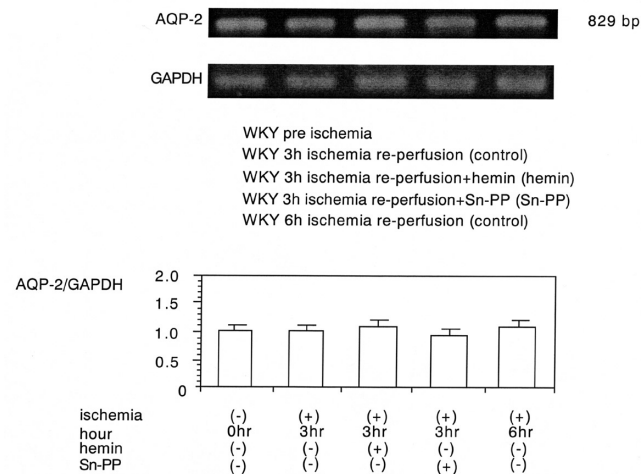 AQP-2 829 bp
GAPDH
WKY pre ischemia
WKY 3h ischemia re-perfusion (control)
WKY 3h ischemia re-perfusion+hemin (hemin)
WKY 3h ischemia re-perfusion+Sn-PP (Sn-PP)
WKY 6h ischemia re-perfusion (control)
AQP-2/GAPDH
2.0
1.5
1.0
0.5
0
ischemia (-) (+) (+) (+) (+)
hour 0hr 3hr 3hr 3hr 6hr
hemin (-) (-) (+) (-) (-)
Sn-PP (-) (-) (-) (+) (-)